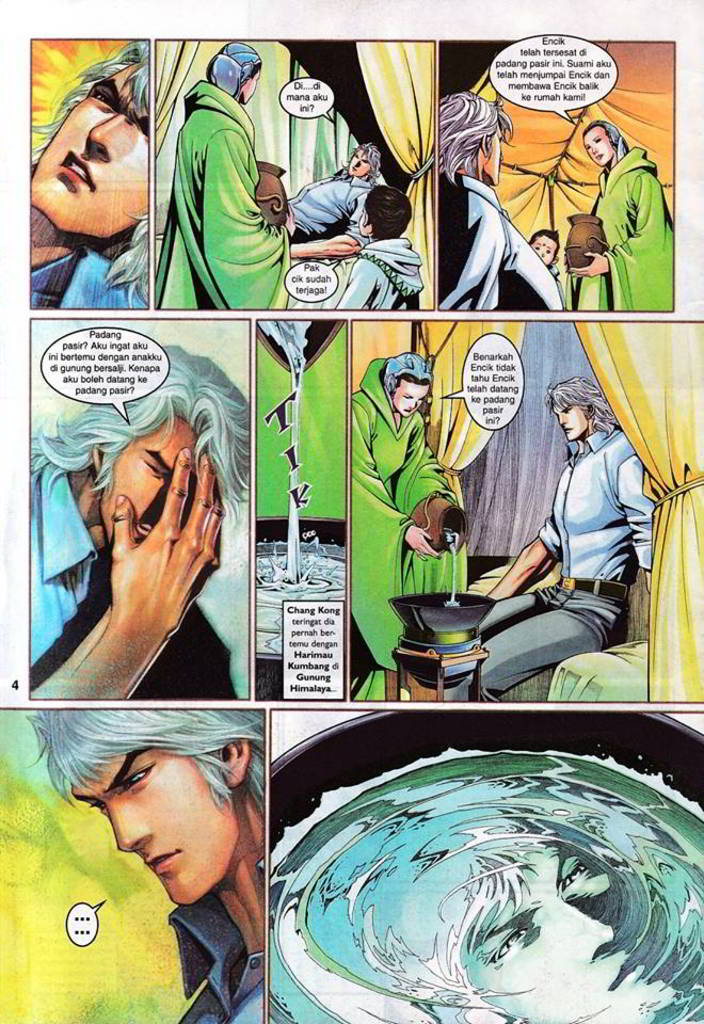 Di....di
mana aku
ini?
Pak
cik sudah
terjaga!
Encik
telah tersesat di
padang pasir ini. Suami aku
telah menjumpai Encik dan
membawa Encik balik
ke rumah kami!
Padang
pasir? Aku ingat aku
ini bertemu dengan anakku
di gunung bersalji. Kenapa
aku boleh datang ke
padang pasir?
TIK
Chang Kong
teringat dia
pernah ber-
temu dengan
Harimau
Kumbang di
Gunung
Himalaya...
Benarkah
Encik tidak
tahu Encik
telah datang
ke padang
pasir
ini?
4
...
...